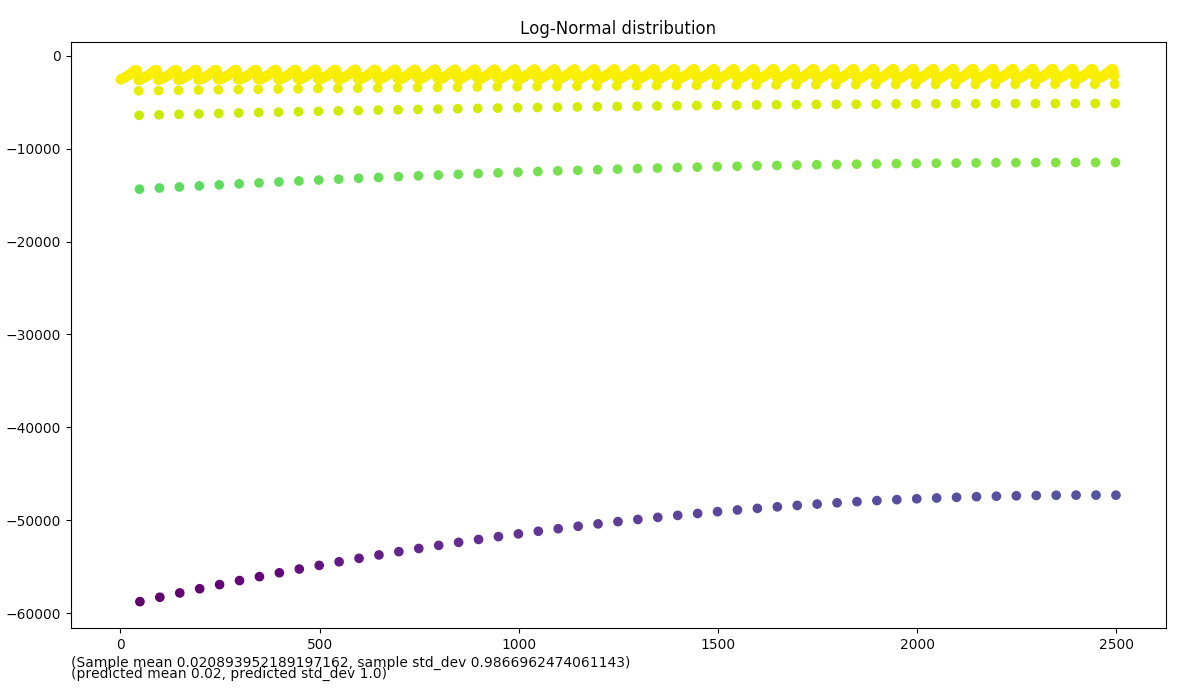 Log-Normal distribution
0
−10000
−20000
−30000
−40000
−50000
−60000
0 500 1000 1500 2000 2500
(Sample mean 0.020893952189197162, sample std_dev 0.9866962474061143)
(predicted mean 0.02, predicted std_dev 1.0)